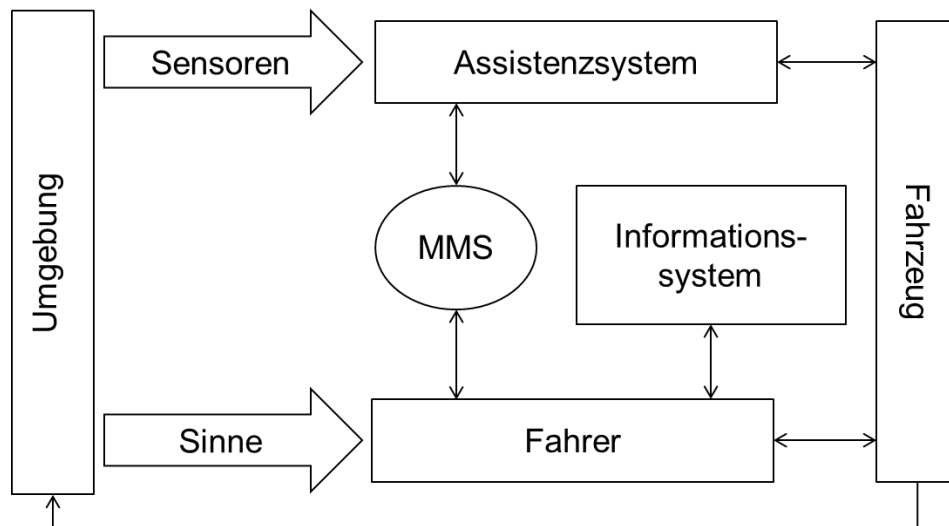 Umgebung
Sensoren
Assistenzsystem
MMS
Informations-
system
Fahrzeug
Sinne
Fahrer